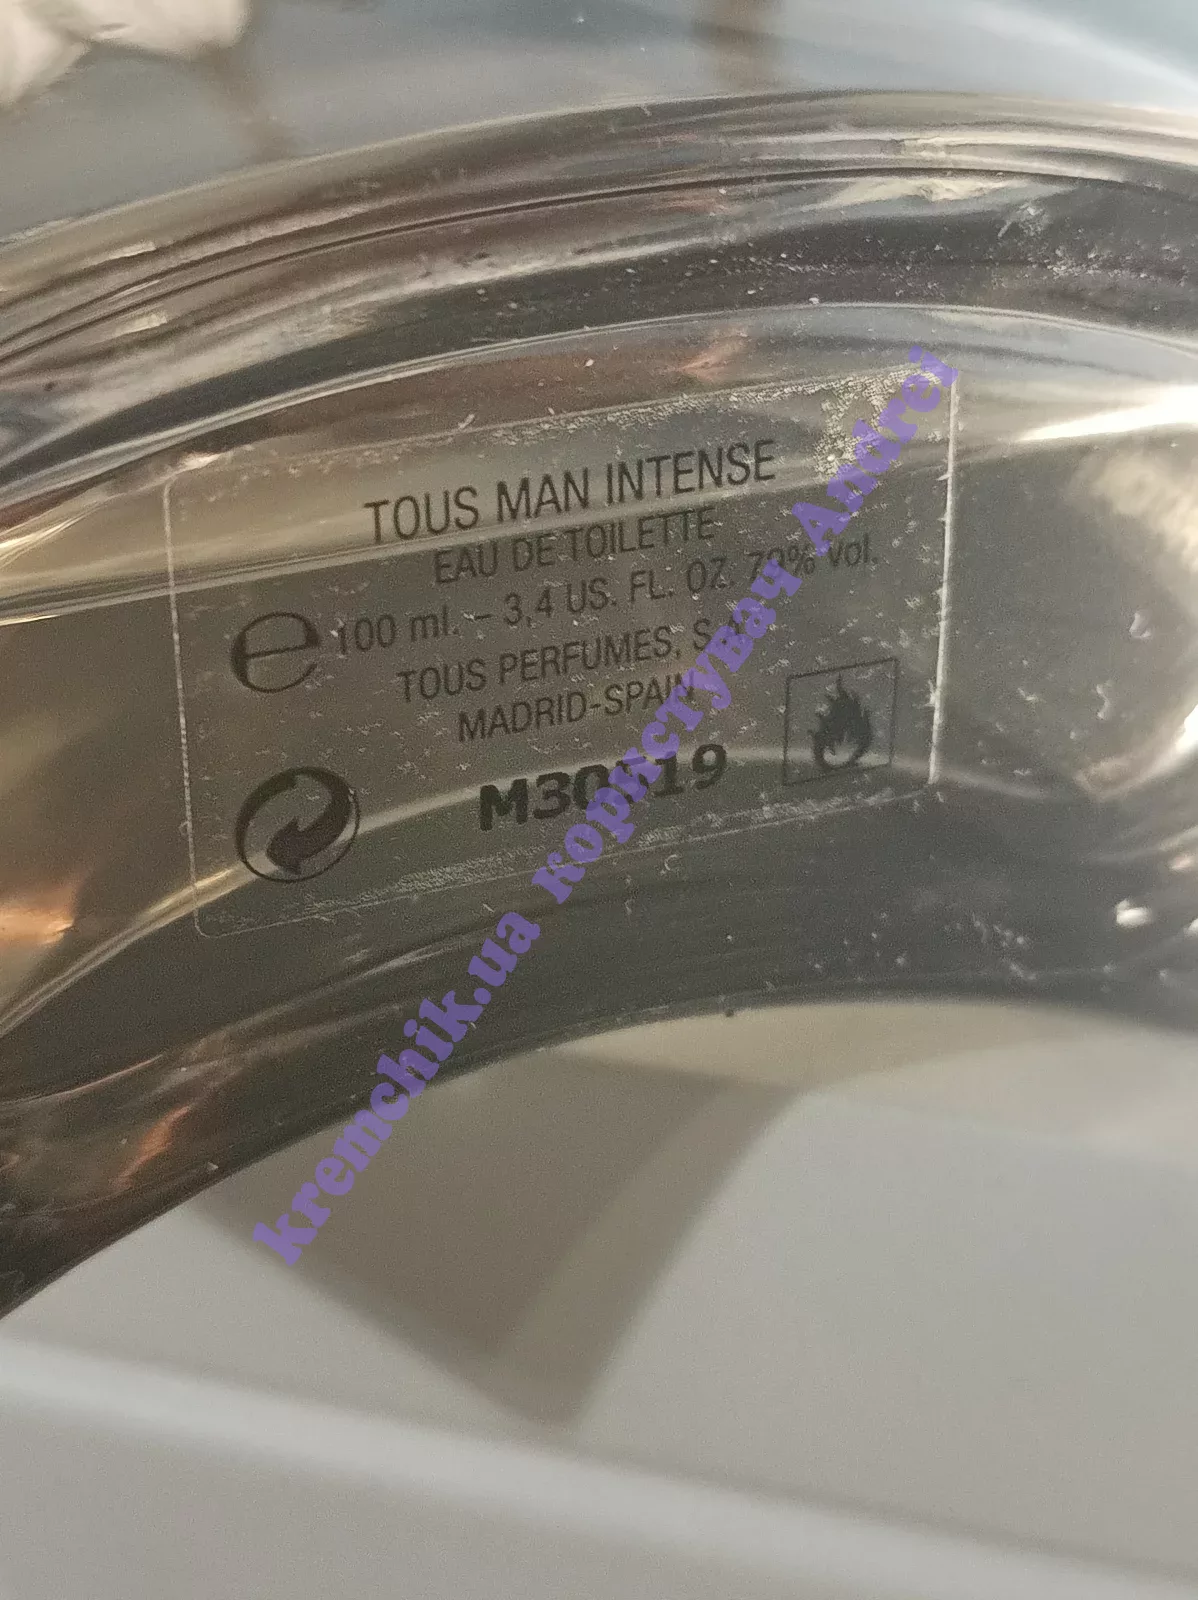 TOUS MAN INTENSE
EAU DE TOILETTE
e 100 ml. - 3,4 US. FL. OZ. vol.
TOUS PERFUMES, S.A.
MADRID-SPAIN
kremchik.ua користувач Andrei